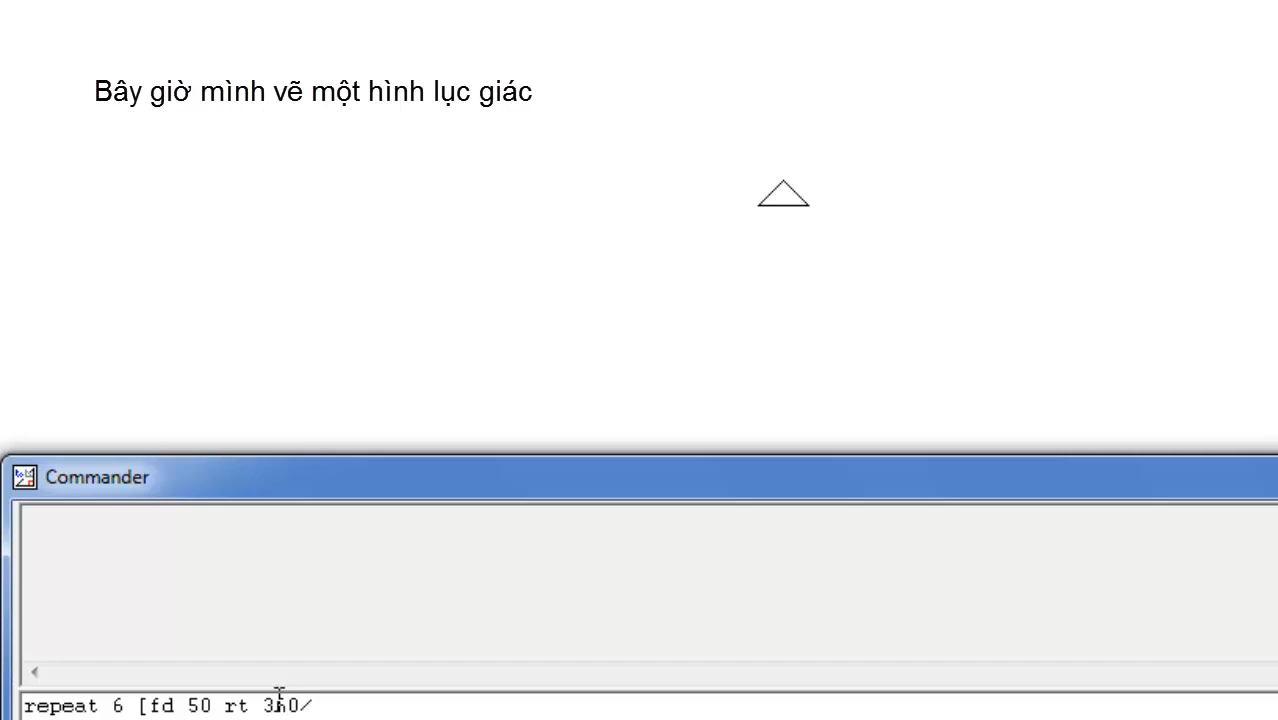 Bây giờ mình vẽ một hình lục giác
Commander
repeat 6 [fd 50 rt 360/